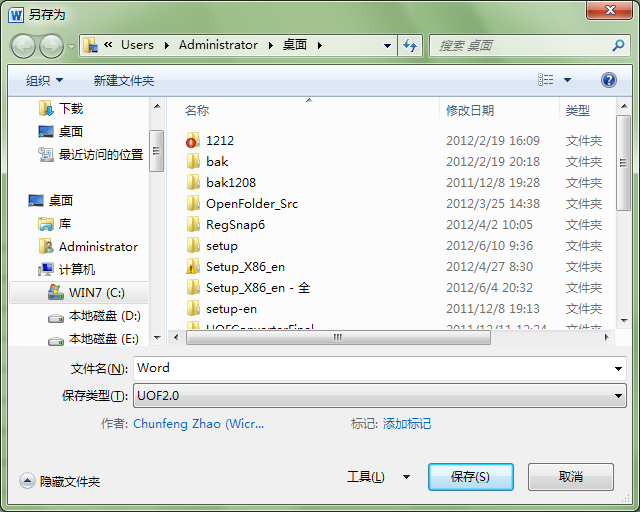 另存为
« Users Administrator 桌面
搜索 桌面
组织 新建文件夹
下载
桌面
最近访问的位置
桌面
库
Administrator
计算机
WIN7 (C:)
本地磁盘 (D:)
本地磁盘 (E:)
名称 修改日期 类型
1212 2012/2/19 16:09 文件夹
bak 2012/2/19 20:18 文件夹
bak1208 2011/12/8 19:28 文件夹
OpenFolder_Src 2012/3/25 14:38 文件夹
RegSnap6 2012/4/2 10:05 文件夹
setup 2012/6/10 9:36 文件夹
Setup_X86_en 2012/4/27 8:30 文件夹
Setup_X86_en - 全 2012/6/4 20:32 文件夹
setup-en 2011/12/8 19:13 文件夹
UOFConverterFinal 2011/12/11 12:24 文件夹
文件名(N): Word
保存类型(T): UOF2.0
作者: Chunfeng Zhao (Wicr... 标记: 添加标记
隐藏文件夹 工具(L) 保存(S) 取消